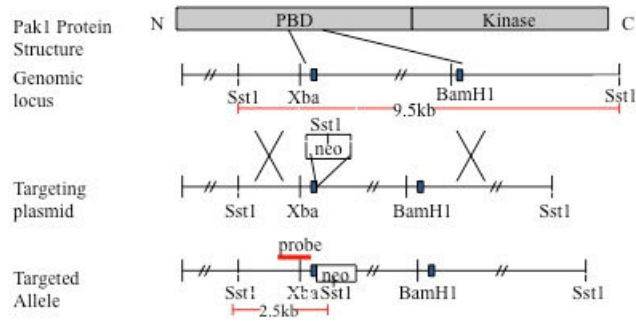 Pak1 Protein Structure
N PBD Kinase C
Genomic locus
Sst1 Xba BamH1 Sst1
9.5kb
Sst1
neo
Targeting plasmid
Sst1 Xba BamH1 Sst1
probe
neo
Targeted Allele
Sst1 Xba Sst1 BamH1 Sst1
2.5kb